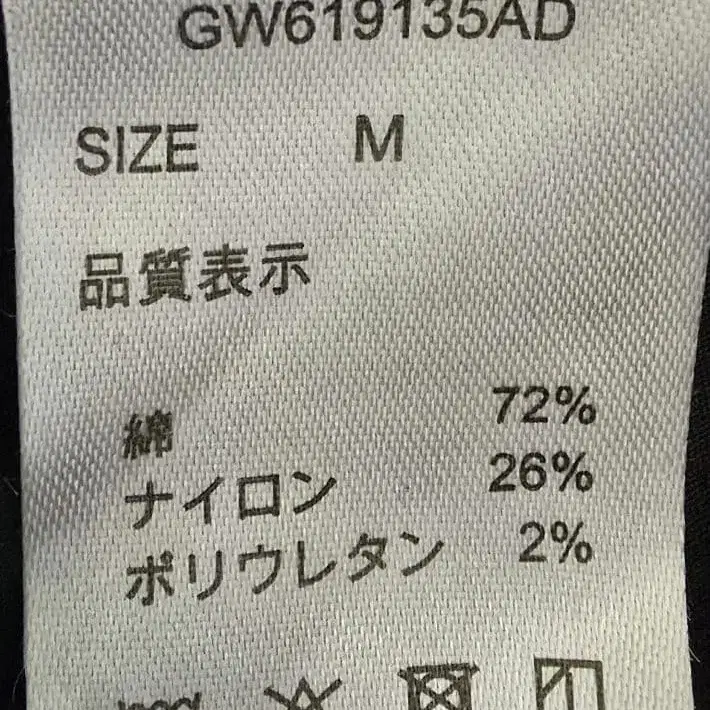 GW619135AD
SIZE M
品質表示
綿 72%
ナイロン 26%
ポリウレタン 2%